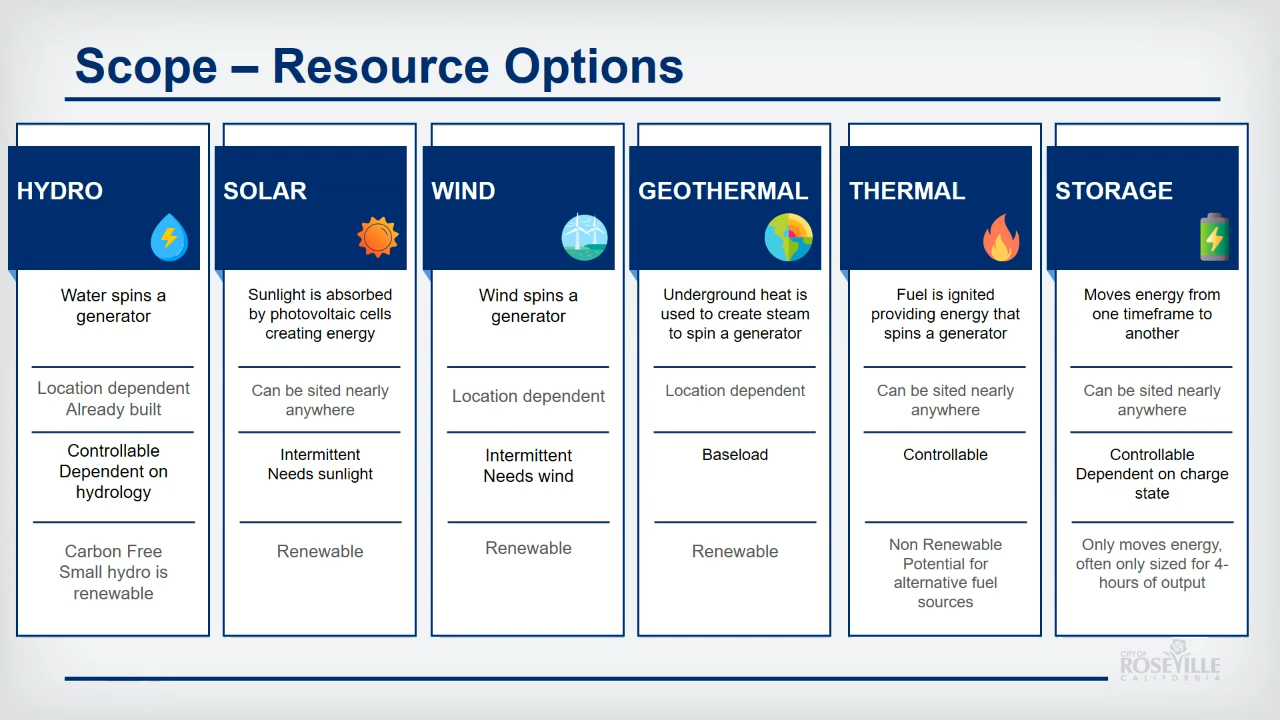 Scope – Resource Options
HYDRO
Water spins a
generator
Location dependent
Already built
Controllable
Dependent on
hydrology
Carbon Free
Small hydro is
renewable
SOLAR
Sunlight is absorbed
by photovoltaic cells
creating energy
Can be sited nearly
anywhere
Intermittent
Needs sunlight
Renewable
WIND
Wind spins a
generator
Location dependent
Intermittent
Needs wind
Renewable
GEOTHERMAL
Underground heat is
used to create steam
to spin a generator
Location dependent
Baseload
Renewable
THERMAL
Fuel is ignited
providing energy that
spins a generator
Can be sited nearly
anywhere
Controllable
Non Renewable
Potential for
alternative fuel
sources
STORAGE
Moves energy from
one timeframe to
another
Can be sited nearly
anywhere
Controllable
Dependent on charge
state
Only moves energy,
often only sized for 4-
hours of output
CITY OF
ROSEVILLE
CALIFORNIA